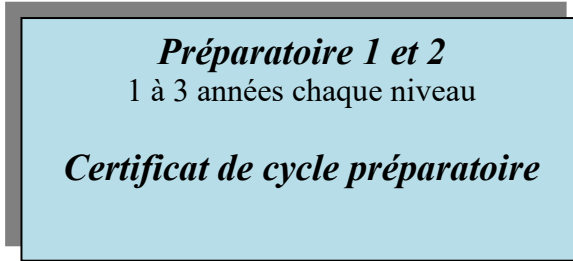 Préparatoire 1 et 2
1 à 3 années chaque niveau
Certificat de cycle préparatoire